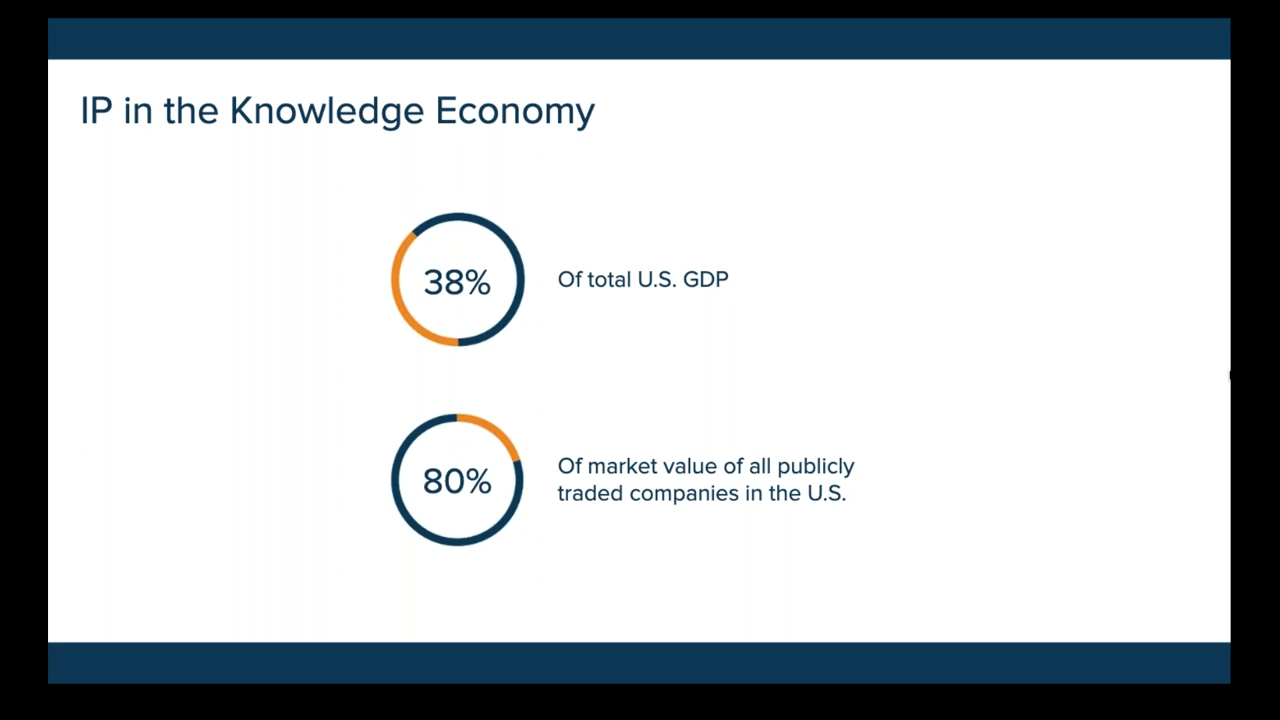 IP in the Knowledge Economy
38%
Of total U.S. GDP
80%
Of market value of all publicly
traded companies in the U.S.